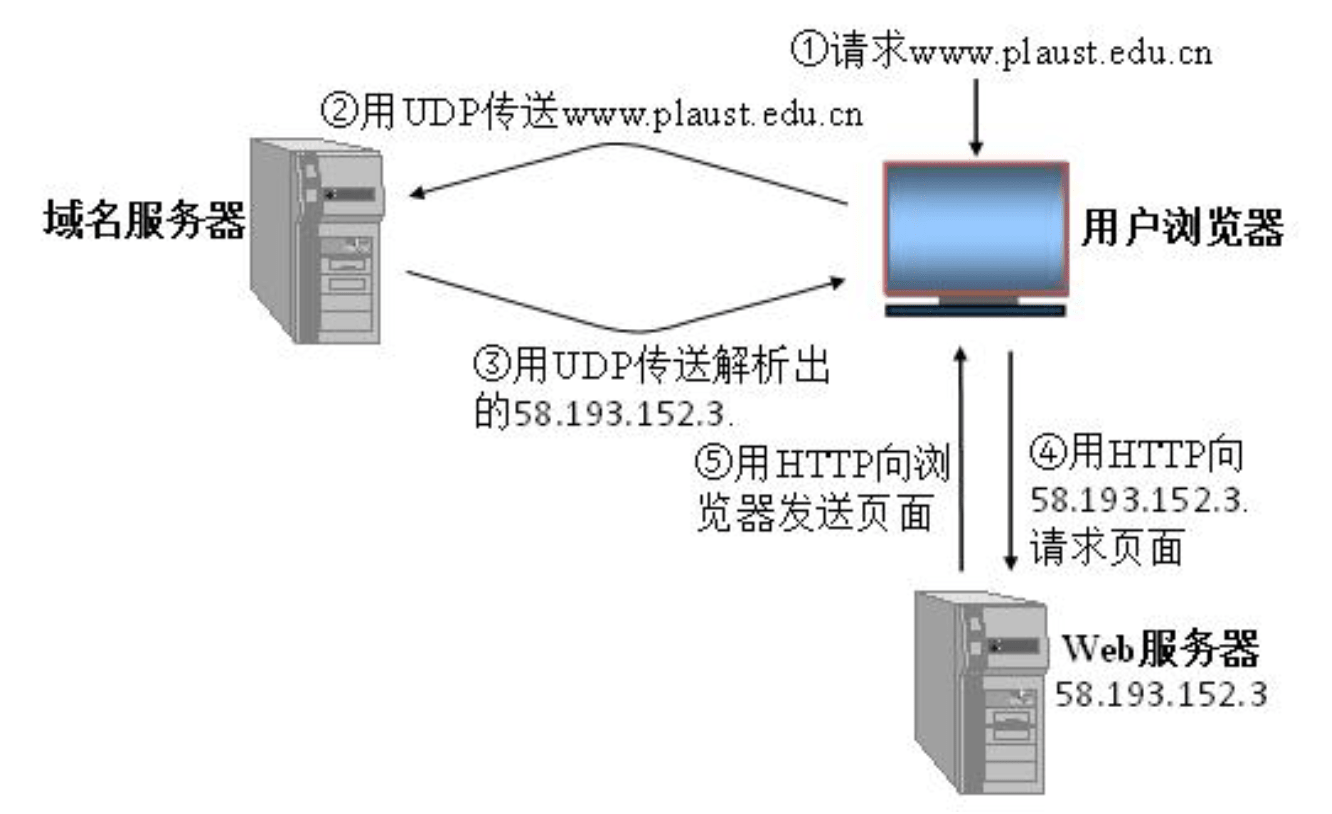 ①请求www.plaust.edu.cn
②用UDP传送www.plaust.edu.cn
域名服务器
用户浏览器
③用UDP传送解析出
的58.193.152.3.
⑤用HTTP向浏
览器发送页面
④用HTTP向
58.193.152.3.
请求页面
Web服务器
58.193.152.3